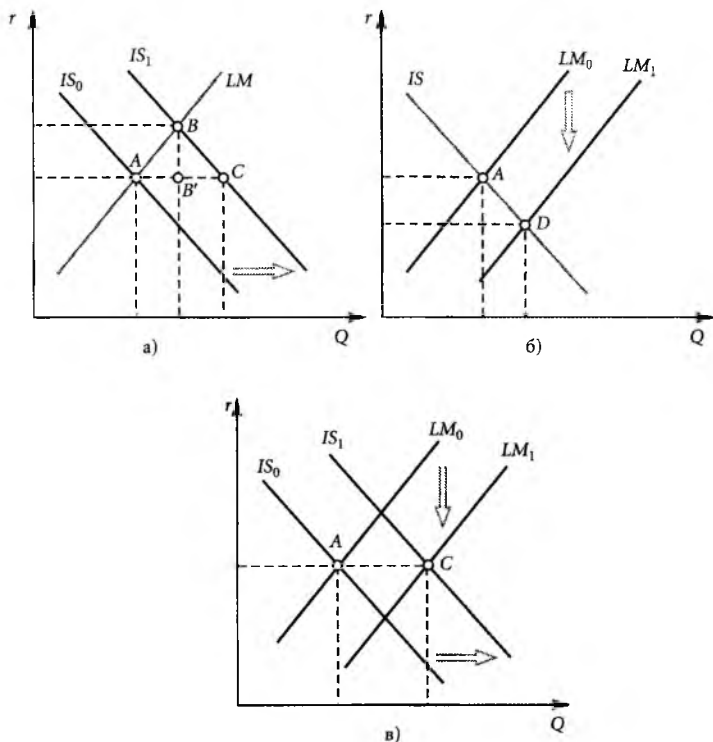 r
IS₁
LM
IS₀
B
A
B'
C
Q
а)
r
LM₀
LM₁
IS
A
D
Q
б)
r
LM₀
IS₁
LM₁
IS₀
A
C
Q
в)